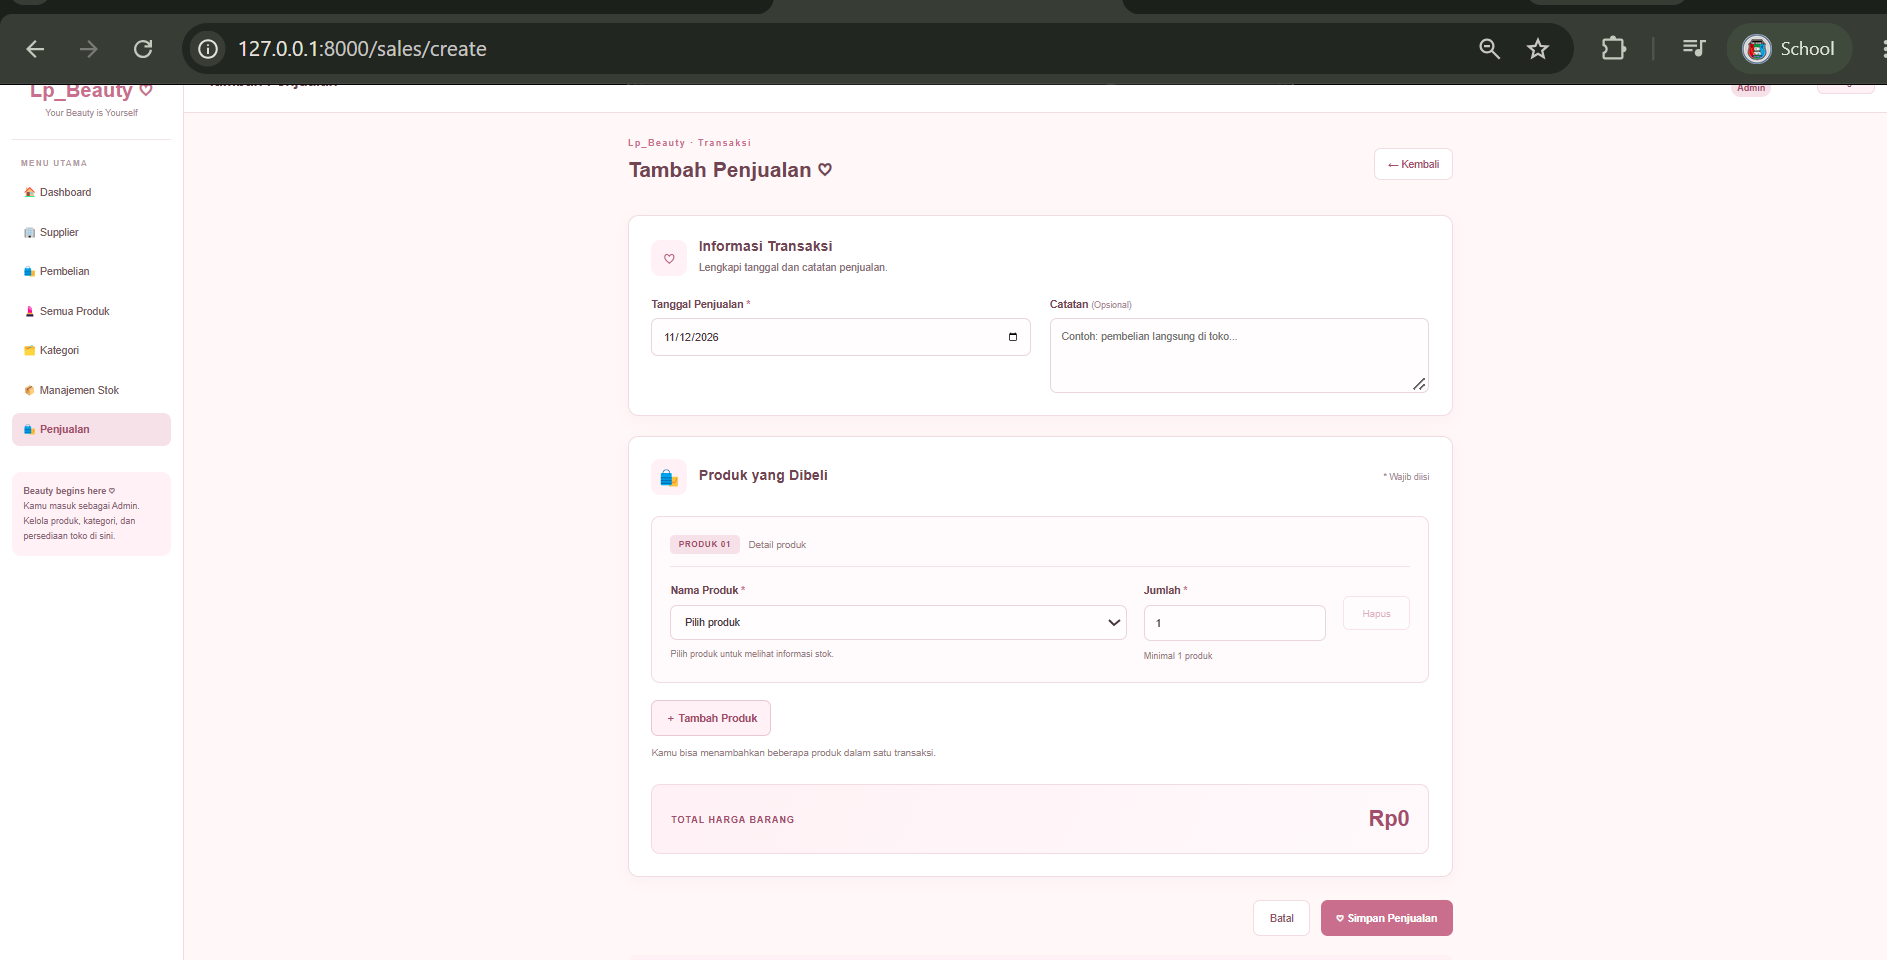 127.0.0.1:8000/sales/create
School
Lp_Beauty ♡
Your Beauty is Yourself
MENU UTAMA
Dashboard
Supplier
Pembelian
Semua Produk
Kategori
Manajemen Stok
Penjualan
Beauty begins here ♡
Kamu masuk sebagai Admin.
Kelola produk, kategori, dan
persediaan toko di sini.
Admin
Lp_Beauty · Transaksi
Tambah Penjualan ♡
← Kembali
Informasi Transaksi
Lengkapi tanggal dan catatan penjualan.
Tanggal Penjualan *
11/12/2026
Catatan (Opsional)
Contoh: pembelian langsung di toko...
Produk yang Dibeli
* Wajib diisi
PRODUK 01 Detail produk
Nama Produk *
Pilih produk
Pilih produk untuk melihat informasi stok.
Jumlah *
1
Minimal 1 produk
Hapus
+ Tambah Produk
Kamu bisa menambahkan beberapa produk dalam satu transaksi.
TOTAL HARGA BARANG
Rp0
Batal
♡ Simpan Penjualan